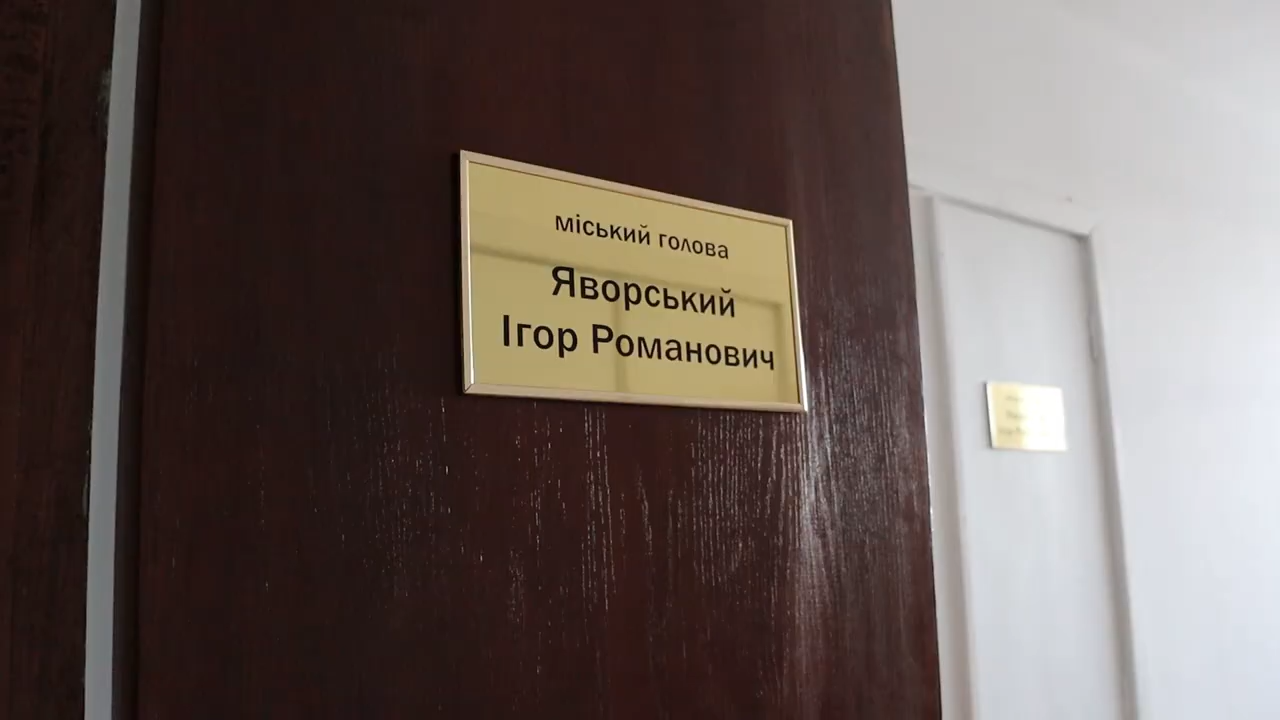 міський голова
Яворський
Ігор Романович